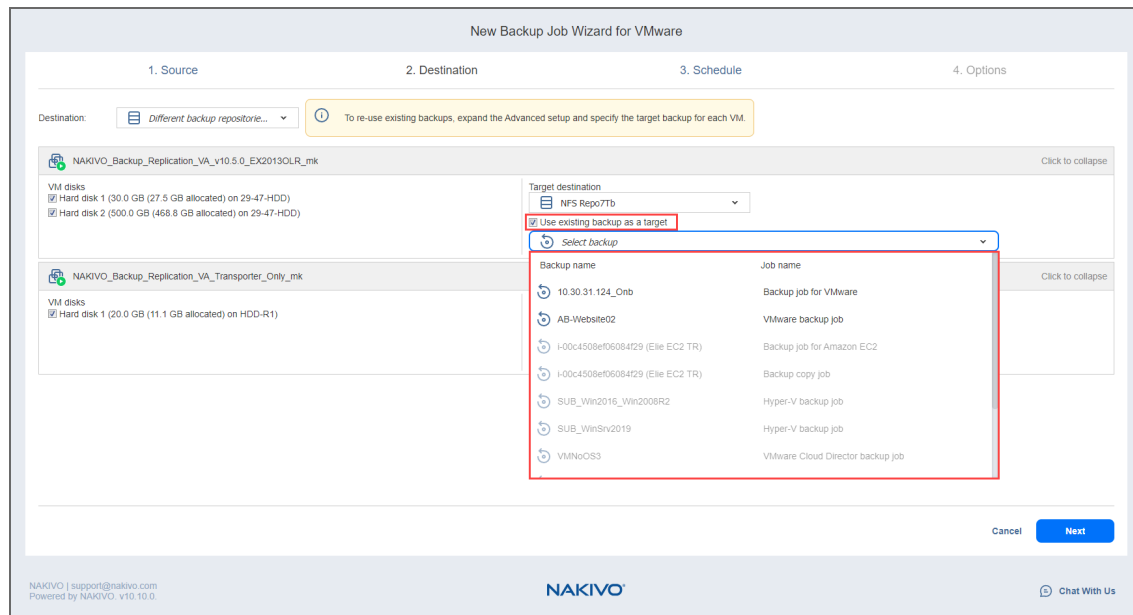 New Backup Job Wizard for VMware
1. Source
2. Destination
3. Schedule
4. Options
Destination:
Different backup repositorie...
To re-use existing backups, expand the Advanced setup and specify the target backup for each VM.
NAKIVO_Backup_Replication_VA_v10.5.0_EX2013OLR_mk
Click to collapse
VM disks
Hard disk 1 (30.0 GB (27.5 GB allocated) on 29-47-HDD)
Hard disk 2 (500.0 GB (468.8 GB allocated) on 29-47-HDD)
Target destination
NFS Repo7Tb
Use existing backup as a target
Select backup
NAKIVO_Backup_Replication_VA_Transporter_Only_mk
Click to collapse
VM disks
Hard disk 1 (20.0 GB (11.1 GB allocated) on HDD-R1)
Backup name Job name
10.30.31.124_Onb Backup job for VMware
AB-Website02 VMware backup job
i-00c4508ef06084f29 (Elie EC2 TR) Backup job for Amazon EC2
i-00c4508ef06084f29 (Elie EC2 TR) Backup copy job
SUB_Win2016_Win2008R2 Hyper-V backup job
SUB_WinSrv2019 Hyper-V backup job
VMNoOS3 VMware Cloud Director backup job
Cancel
Next
NAKIVO | support@nakivo.com
Powered by NAKIVO. v10.10.0.
NAKIVO
Chat With Us